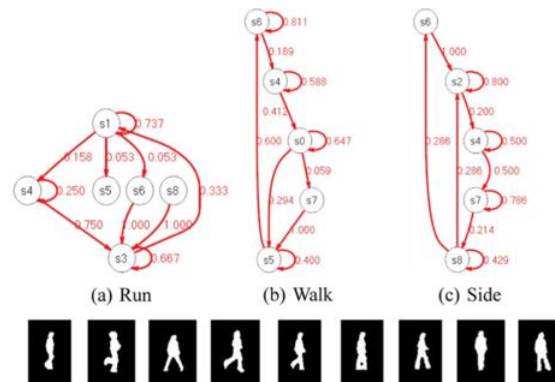 s6 0.811
0.189
s4 0.588
0.412
s0 0.647
0.600
0.059
0.294
s7
1.000
s5 0.400
s6
1.000
s2 0.800
0.200
s4 0.500
0.286 0.286 0.500
s7 0.786
0.214
s8 0.429
s1 0.737
0.158 0.053 0.053
s4 0.250 s5 s6 s8 0.333
0.750 1.000 1.000
s3 0.667
(a) Run (b) Walk (c) Side